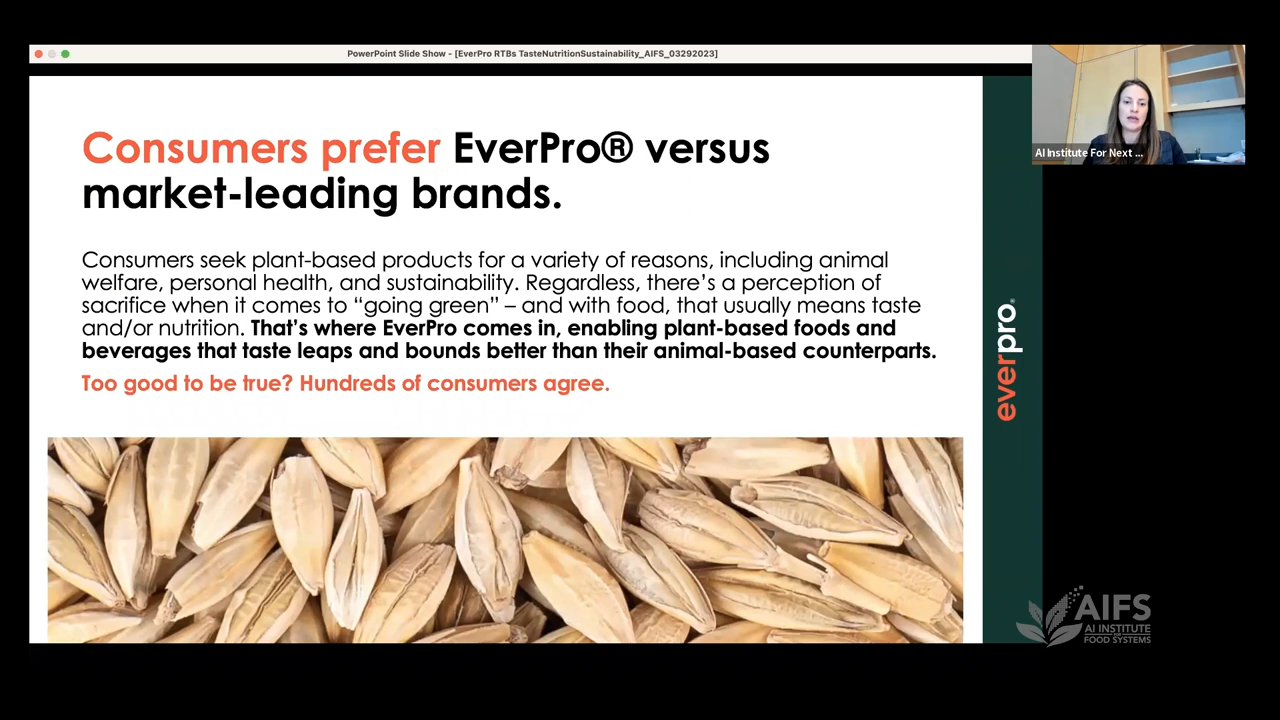 PowerPoint Slide Show - [EverPro RTBs TasteNutritionSustainability_AIFS_03292023]
Consumers prefer EverPro® versus
market-leading brands.
Consumers seek plant-based products for a variety of reasons, including animal
welfare, personal health, and sustainability. Regardless, there's a perception of
sacrifice when it comes to “going green” – and with food, that usually means taste
and/or nutrition. That's where EverPro comes in, enabling plant-based foods and
beverages that taste leaps and bounds better than their animal-based counterparts.
Too good to be true? Hundreds of consumers agree.
everpro®
AI Institute For Next ...
AIFS
AI INSTITUTE
FOR
FOOD SYSTEMS